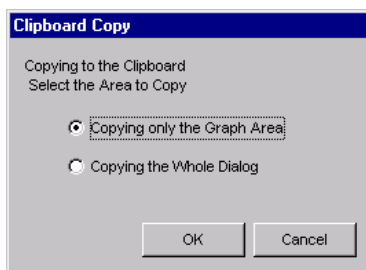 Clipboard Copy
Copying to the Clipboard
Select the Area to Copy
Copying only the Graph Area
Copying the Whole Dialog
OK Cancel